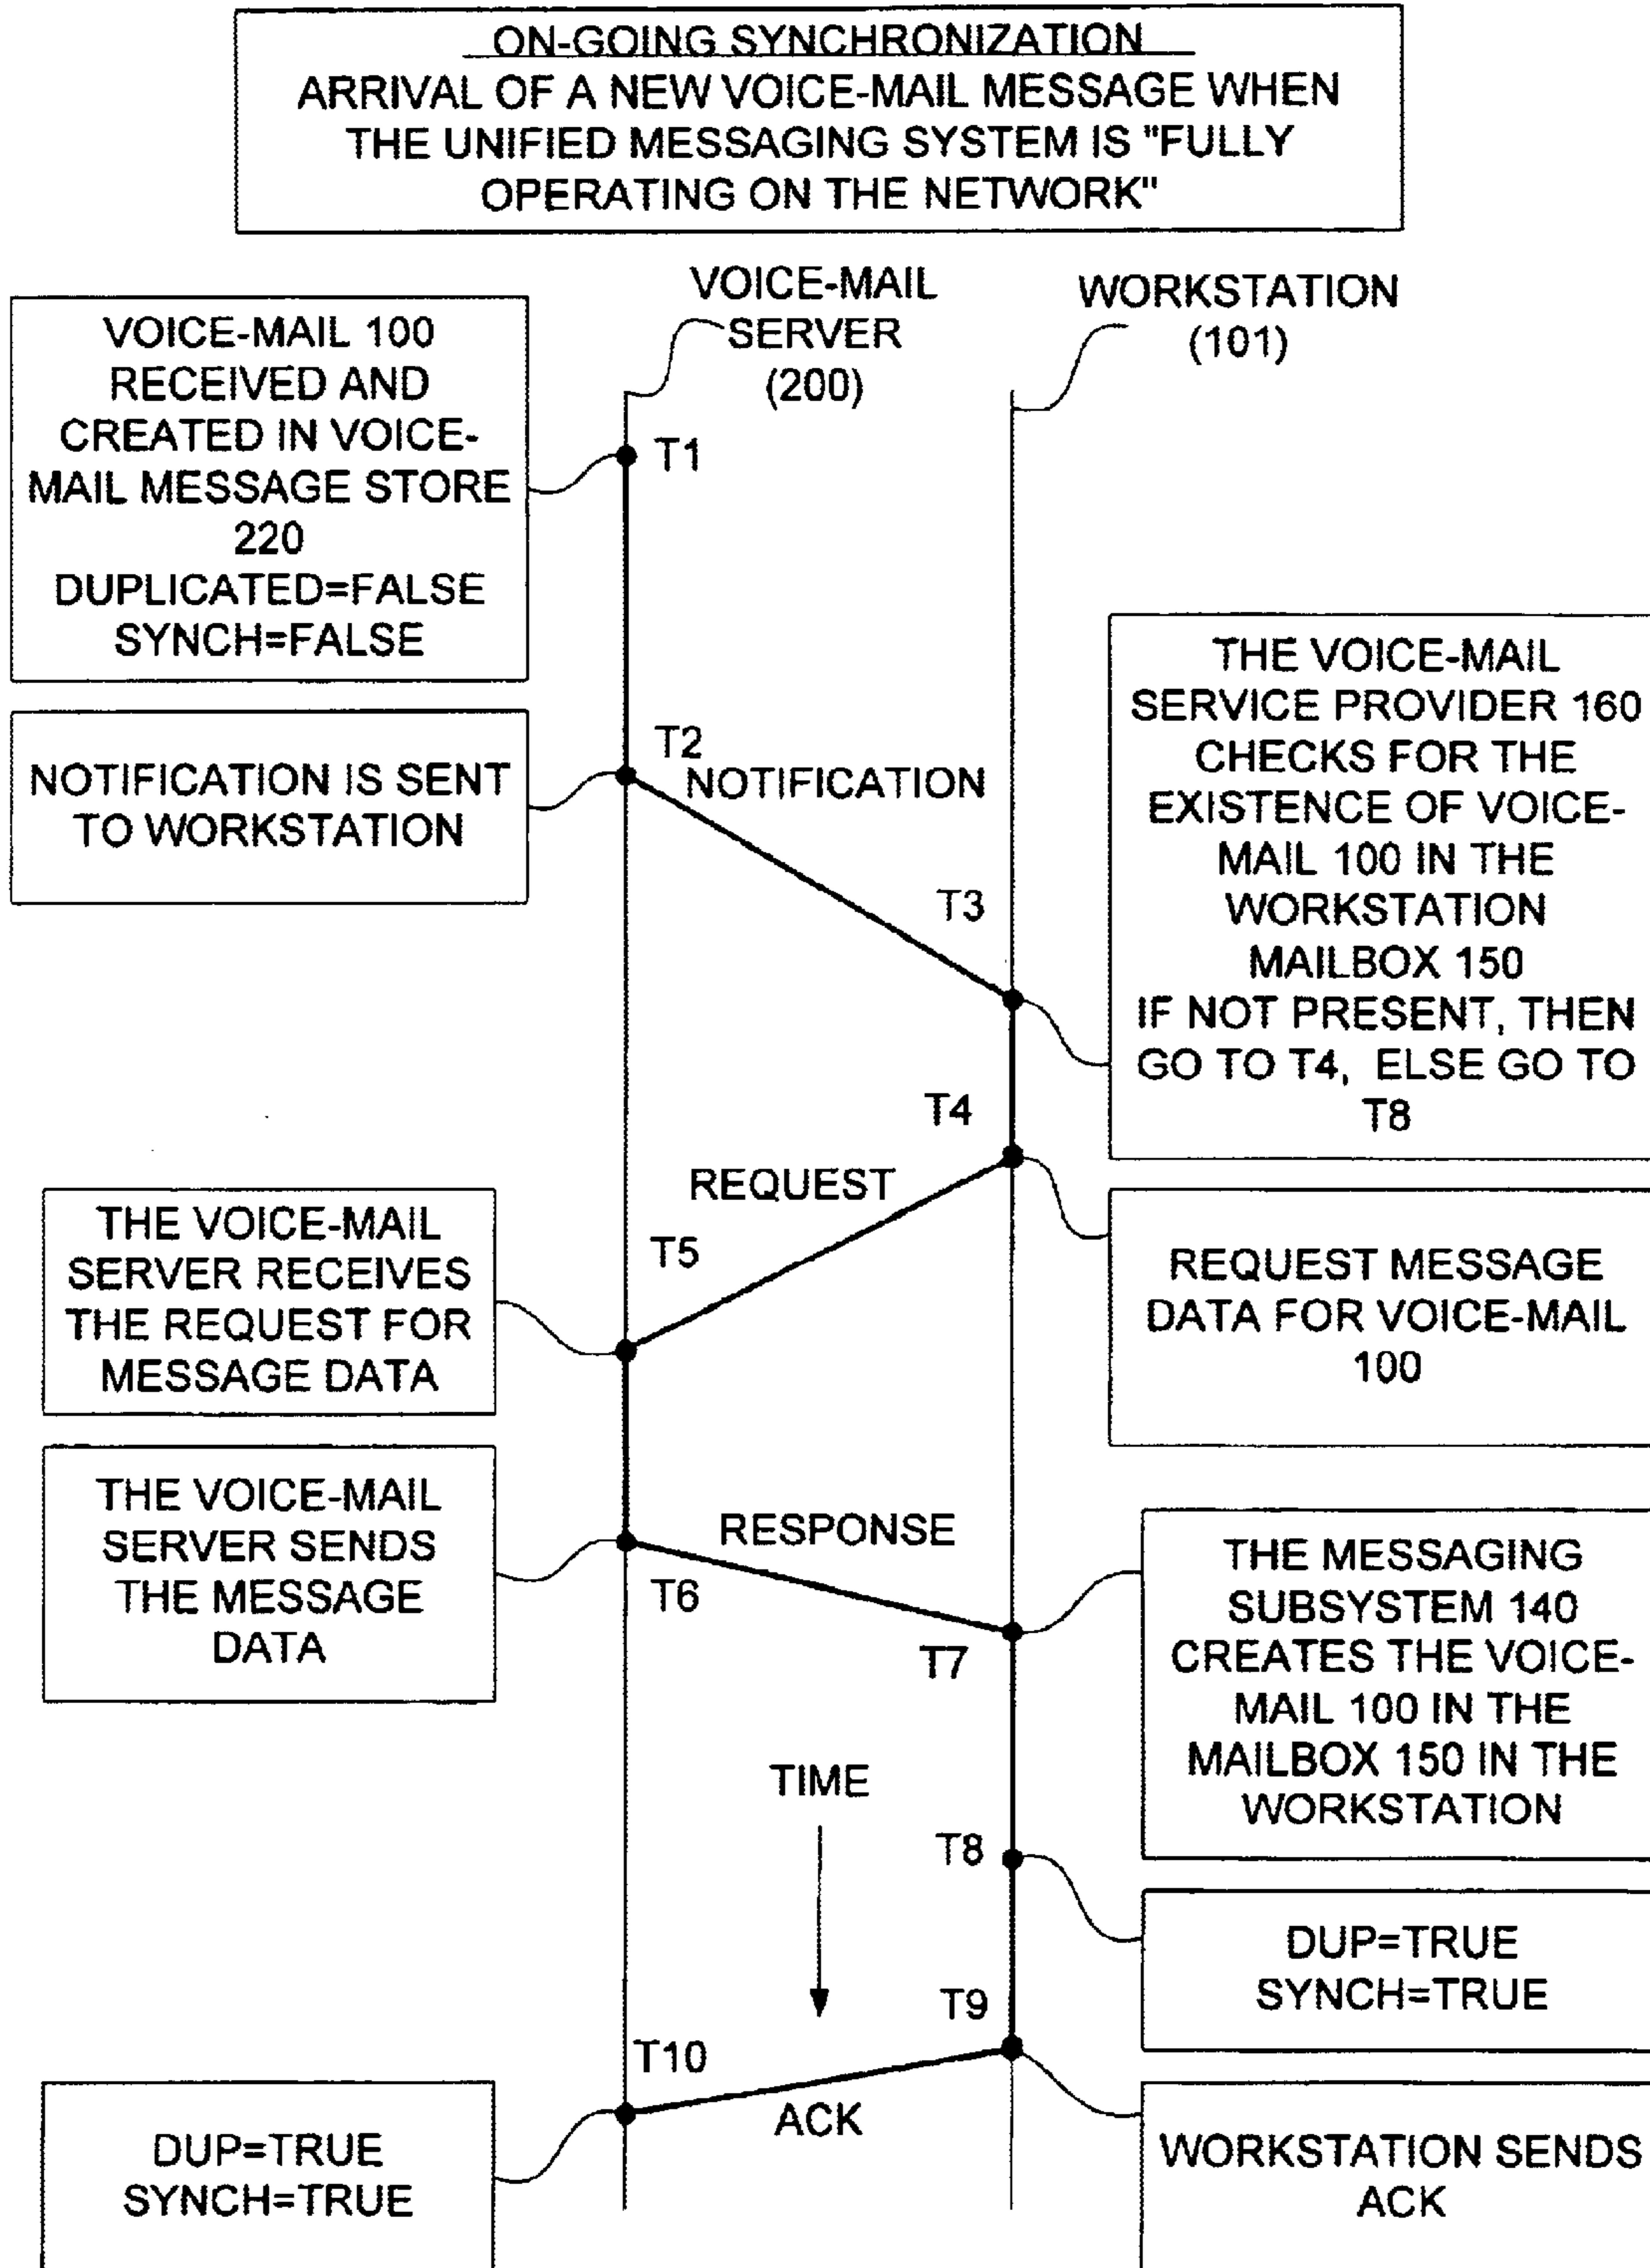 ON-GOING SYNCHRONIZATION
ARRIVAL OF A NEW VOICE-MAIL MESSAGE WHEN
THE UNIFIED MESSAGING SYSTEM IS "FULLY
OPERATING ON THE NETWORK"
VOICE-MAIL
SERVER
(200)
WORKSTATION
(101)
VOICE-MAIL 100
RECEIVED AND
CREATED IN VOICE-
MAIL MESSAGE STORE
220
DUPLICATED=FALSE
SYNCH=FALSE
T1
NOTIFICATION IS SENT
TO WORKSTATION
T2
NOTIFICATION
T3
THE VOICE-MAIL
SERVICE PROVIDER 160
CHECKS FOR THE
EXISTENCE OF VOICE-
MAIL 100 IN THE
WORKSTATION
MAILBOX 150
IF NOT PRESENT, THEN
GO TO T4, ELSE GO TO
T8
T4
REQUEST
REQUEST MESSAGE
DATA FOR VOICE-MAIL
100
T5
THE VOICE-MAIL
SERVER RECEIVES
THE REQUEST FOR
MESSAGE DATA
THE VOICE-MAIL
SERVER SENDS
THE MESSAGE
DATA
RESPONSE
T6
T7
THE MESSAGING
SUBSYSTEM 140
CREATES THE VOICE-
MAIL 100 IN THE
MAILBOX 150 IN THE
WORKSTATION
TIME
T8
DUP=TRUE
SYNCH=TRUE
T9
WORKSTATION SENDS
ACK
T10
ACK
DUP=TRUE
SYNCH=TRUE